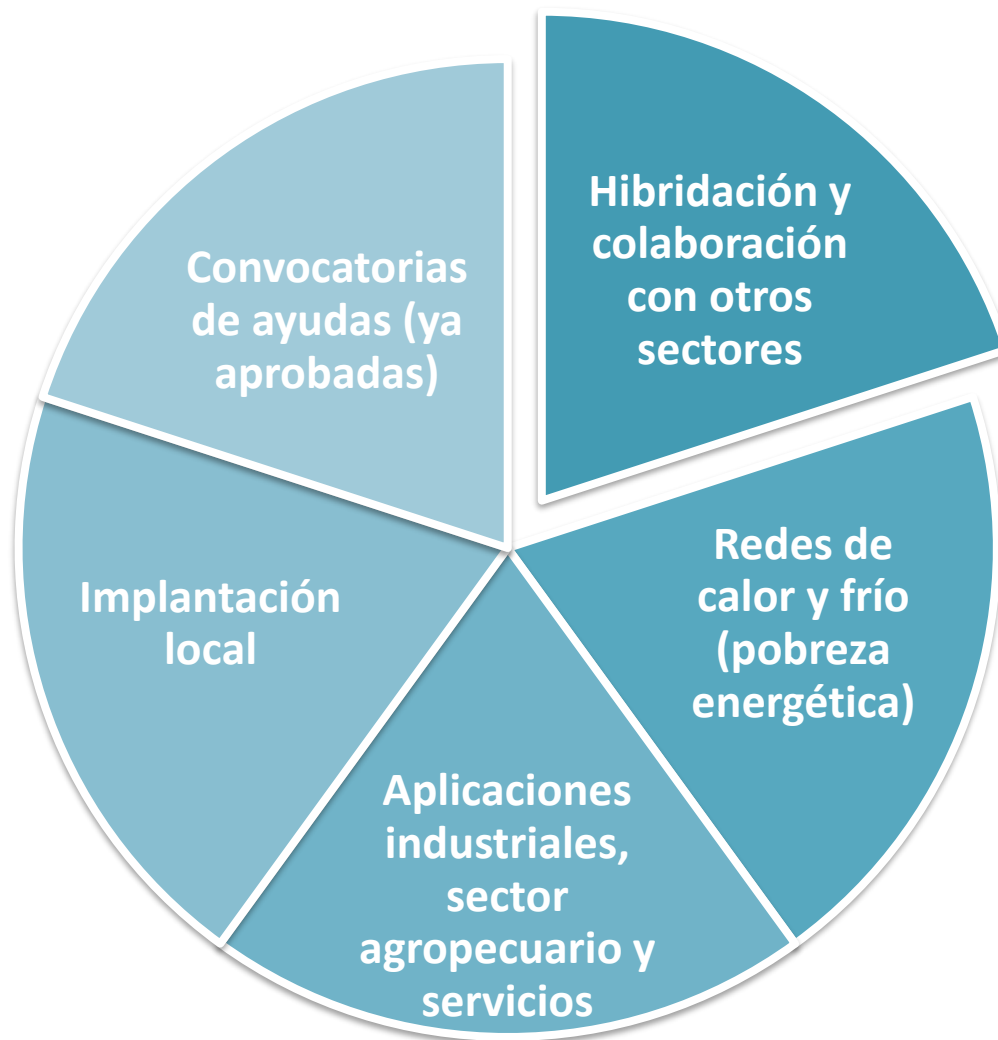 Hibridación y
colaboración
con otros
sectores
Redes de
calor y frío
(pobreza
energética)
Aplicaciones
industriales,
sector
agropecuario y
servicios
Implantación
local
Convocatorias
de ayudas (ya
aprobadas)